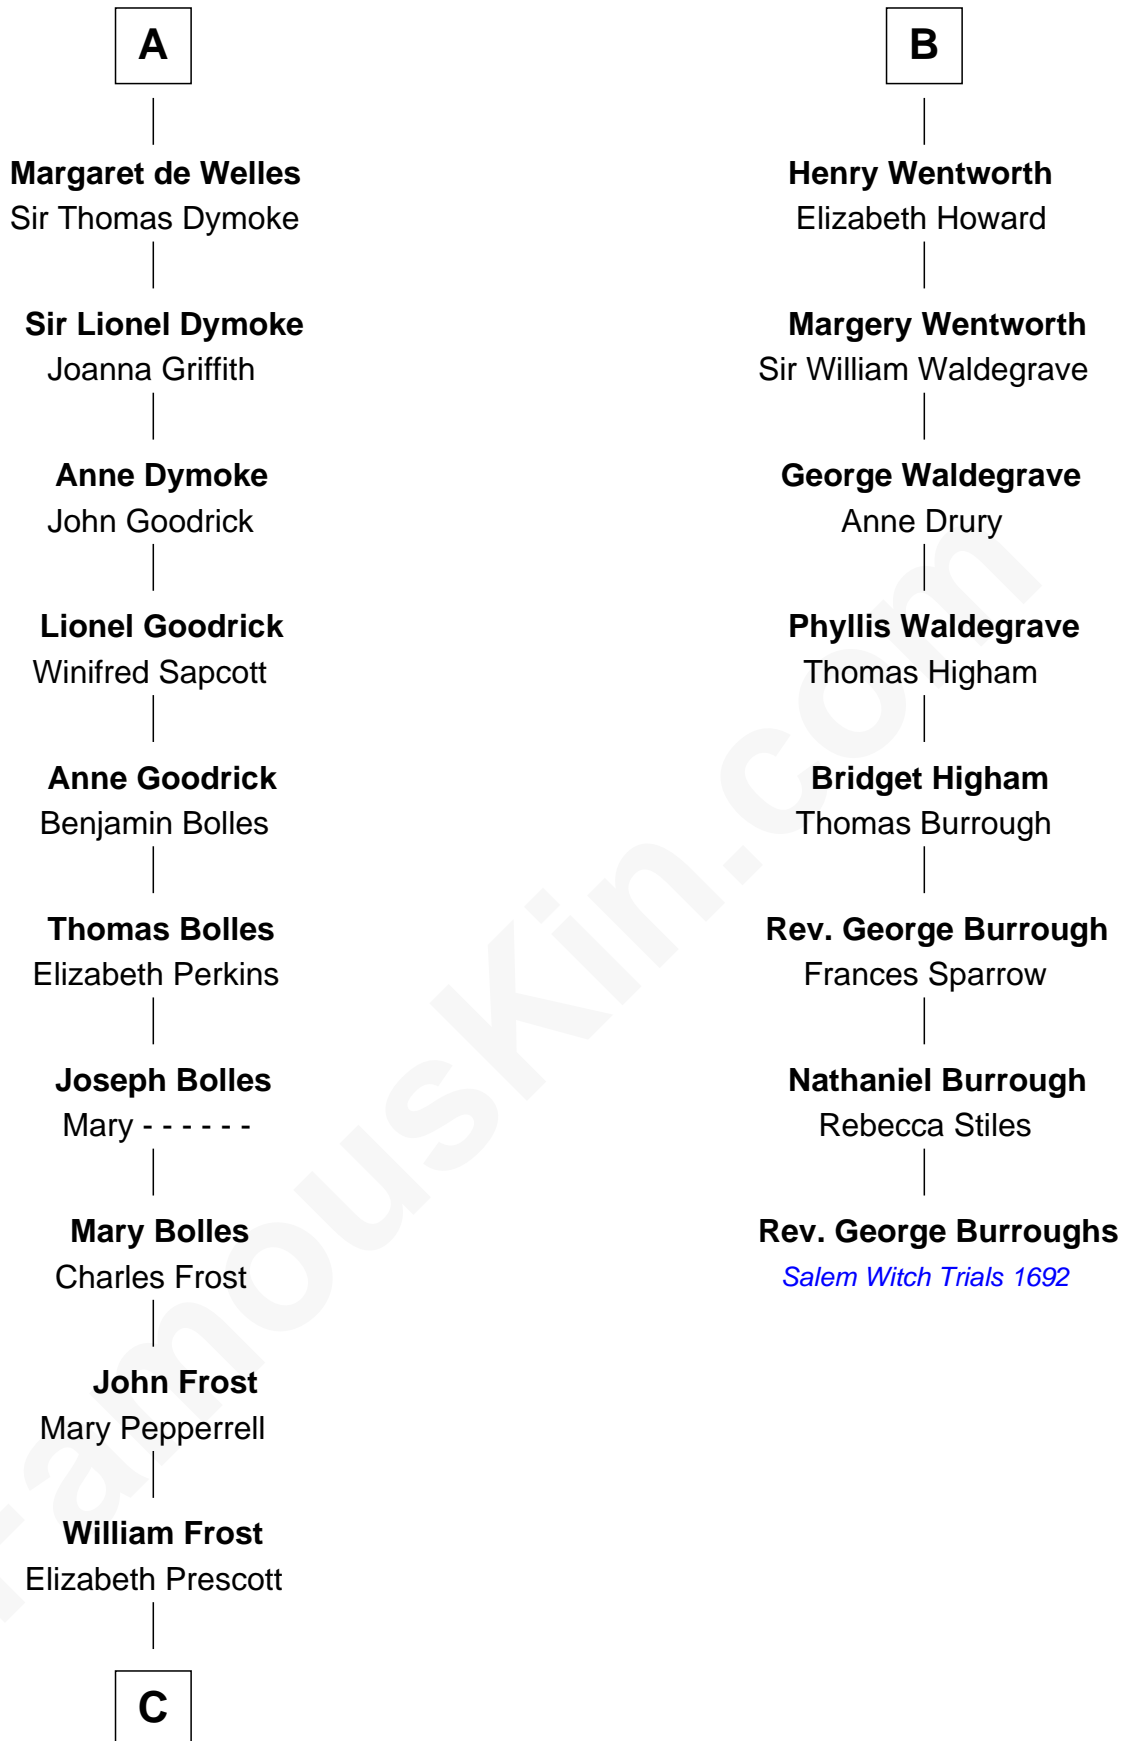 A
Margaret de Welles
Sir Thomas Dymoke
Sir Lionel Dymoke
Joanna Griffith
Anne Dymoke
John Goodrick
Lionel Goodrick
Winifred Sapcott
Anne Goodrick
Benjamin Bolles
Thomas Bolles
Elizabeth Perkins
Joseph Bolles
Mary - - - - - -
Mary Bolles
Charles Frost
John Frost
Mary Pepperrell
William Frost
Elizabeth Prescott
C
B
Henry Wentworth
Elizabeth Howard
Margery Wentworth
Sir William Waldegrave
George Waldegrave
Anne Drury
Phyllis Waldegrave
Thomas Higham
Bridget Higham
Thomas Burrough
Rev. George Burrough
Frances Sparrow
Nathaniel Burrough
Rebecca Stiles
Rev. George Burroughs
Salem Witch Trials 1692
FamousKin.com